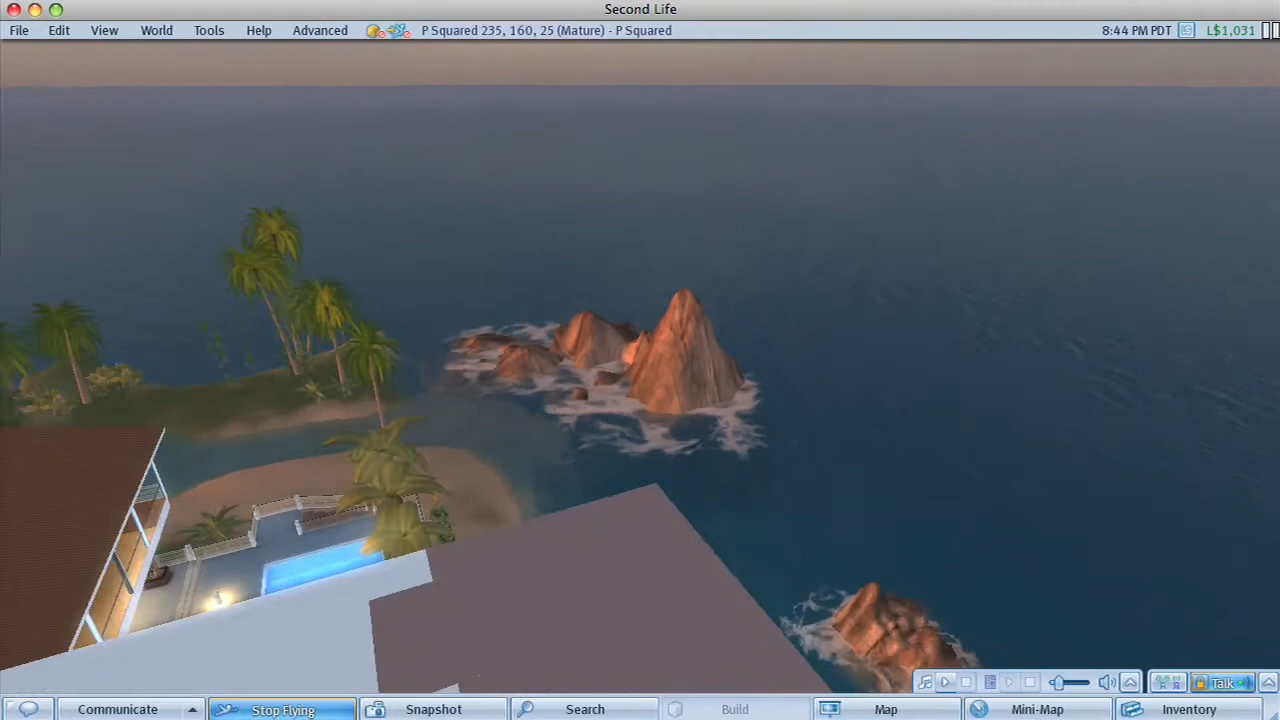 Second Life
File Edit View World Tools Help Advanced P Squared 235, 160, 25 (Mature) - P Squared 8:44 PM PDT L$1,031
Talk
Communicate Stop Flying Snapshot Search Build Map Mini-Map Inventory